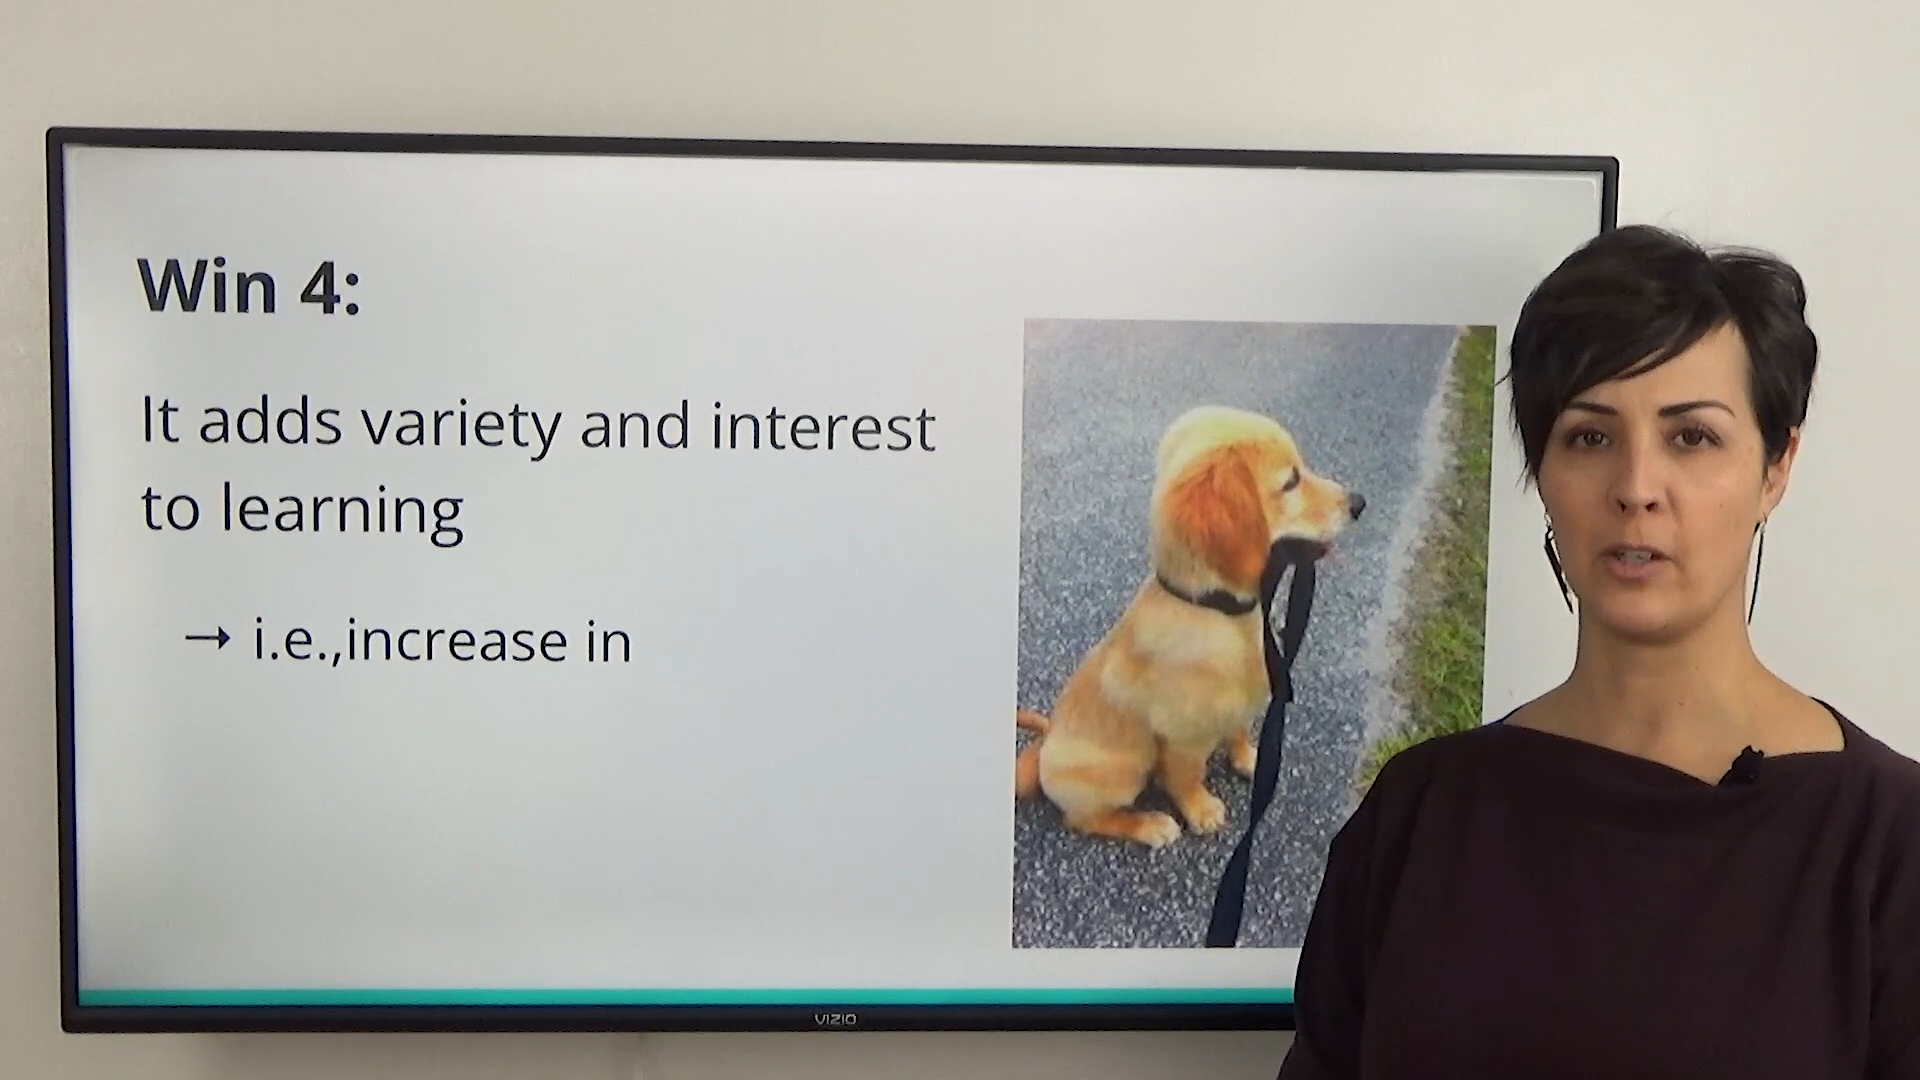 Win 4:
It adds variety and interest
to learning
→ i.e.,increase in
VIZIO